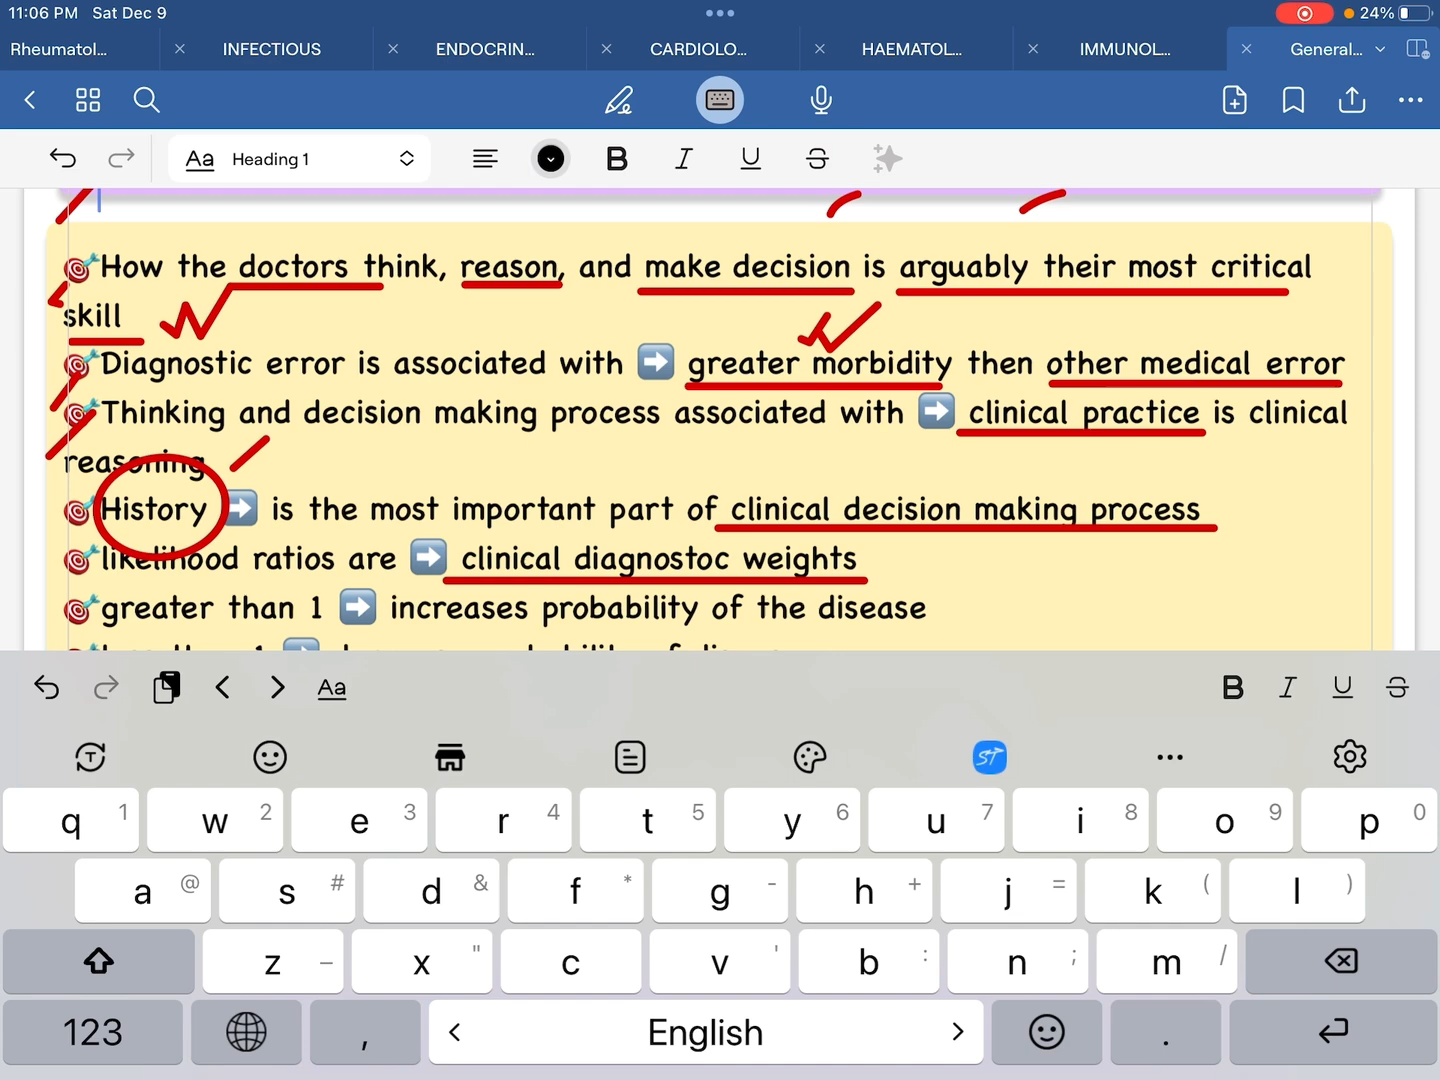 11:06 PM Sat Dec 9
24%
Rheumatol...
INFECTIOUS
ENDOCRIN...
CARDIOLO...
HAEMATOL...
IMMUNOL...
General...
Aa Heading 1
B I U S
How the doctors think, reason, and make decision is arguably their most critical
skill
Diagnostic error is associated with ➡️ greater morbidity then other medical error
Thinking and decision making process associated with ➡️ clinical practice is clinical
reasoning
History ➡️ is the most important part of clinical decision making process
likelihood ratios are ➡️ clinical diagnostoc weights
greater than 1 ➡️ increases probability of the disease
Aa
B I U S
T
ST
q 1 w 2 e 3 r 4 t 5 y 6 u 7 i 8 o 9 p 0
a @ s # d & f * g - h + j = k ( l )
z – x " c v ' b : n ; m /
123 , < English > .